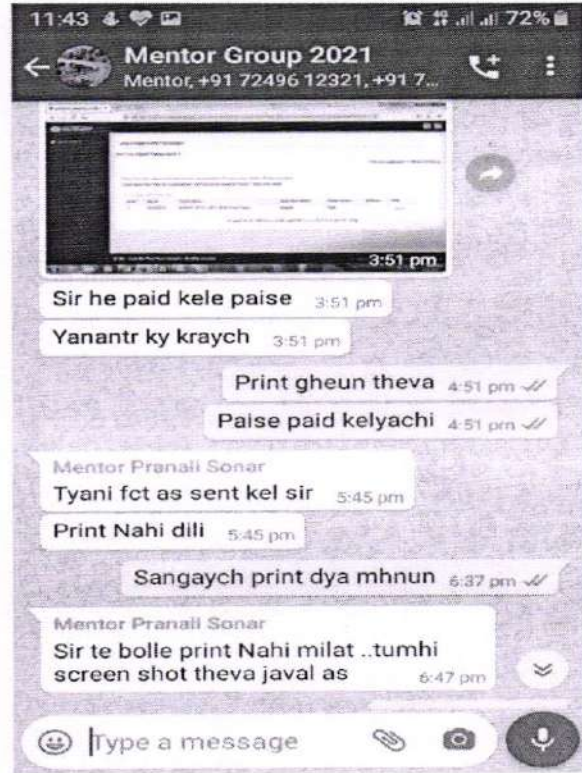 11:43 72%
Mentor Group 2021
Mentor, +91 72496 12321, +91 7...
3:51 pm
Sir he paid kele paise 3:51 pm
Yanantr ky kraych 3:51 pm
Print gheun theva 4:51 pm
Paise paid kelyachi 4:51 pm
Mentor Pranali Sonar
Tyani fct as sent kel sir 5:45 pm
Print Nahi dili 5:45 pm
Sangaych print dya mhnun 6:37 pm
Mentor Pranali Sonar
Sir te bolle print Nahi milat ..tumhi
screen shot theva javal as 6:47 pm
Type a message